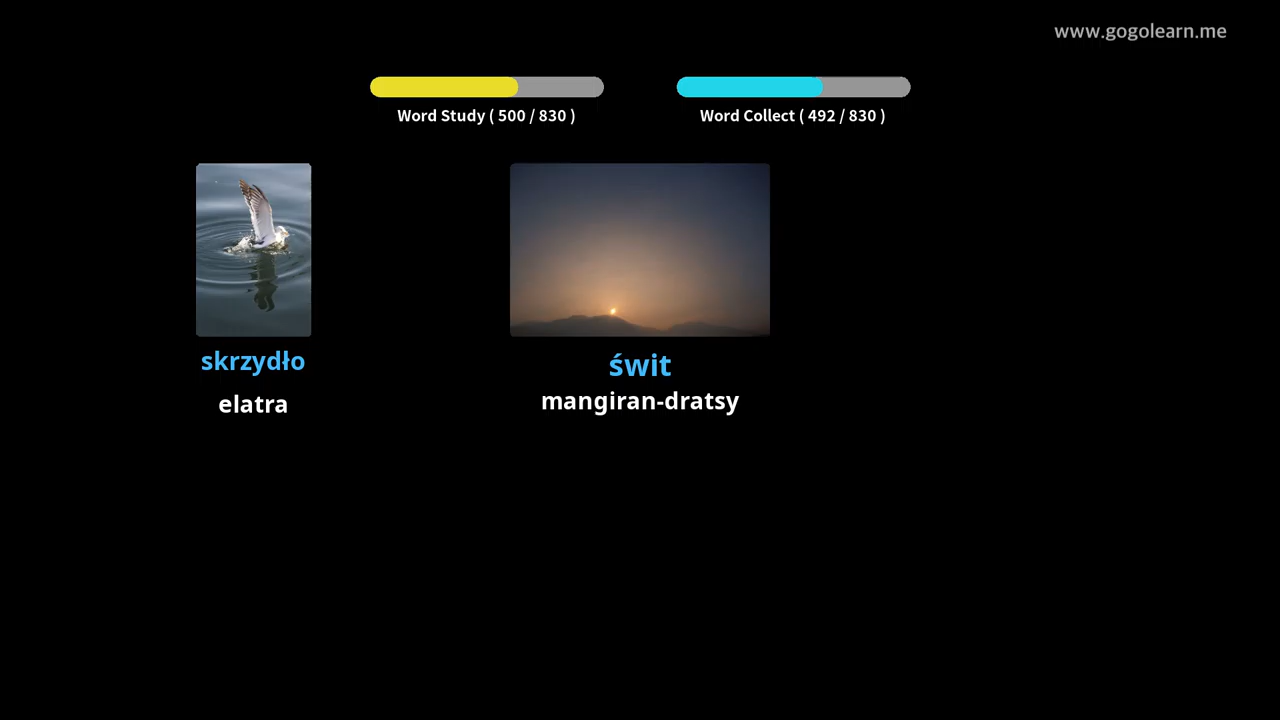 www.gogolearn.me
Word Study ( 500 / 830 )
Word Collect ( 492 / 830 )
skrzydło
elatra
świt
mangiran-dratsy